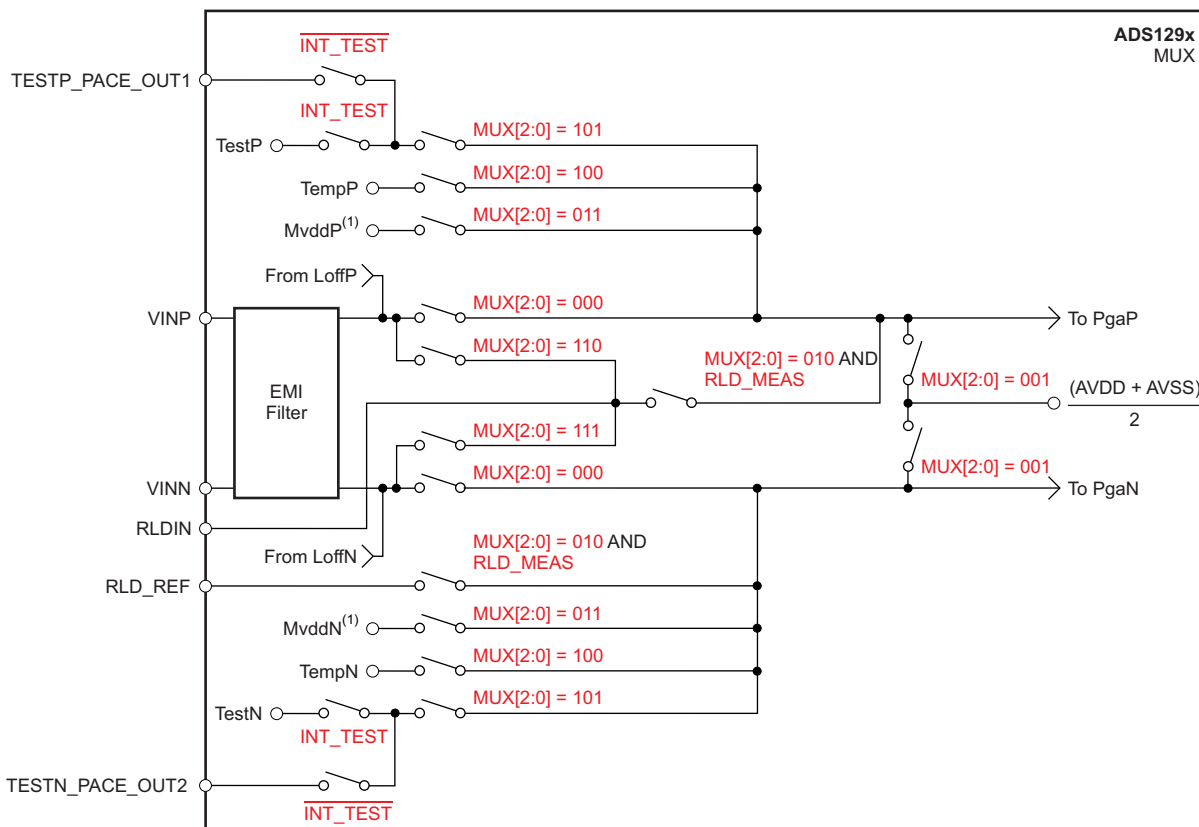 ADS129x
MUX
INT_TEST
TESTP_PACE_OUT1
INT_TEST
TestP
MUX[2:0] = 101
TempP
MUX[2:0] = 100
MvddP(1)
MUX[2:0] = 011
From LoffP
VINP
MUX[2:0] = 000
To PgaP
MUX[2:0] = 110
MUX[2:0] = 010 AND
RLD_MEAS
EMI
Filter
MUX[2:0] = 001
(AVDD + AVSS)
2
MUX[2:0] = 111
MUX[2:0] = 001
VINN
MUX[2:0] = 000
To PgaN
RLDIN
From LoffN
MUX[2:0] = 010 AND
RLD_MEAS
RLD_REF
MvddN(1)
MUX[2:0] = 011
TempN
MUX[2:0] = 100
TestN
MUX[2:0] = 101
INT_TEST
TESTN_PACE_OUT2
INT_TEST